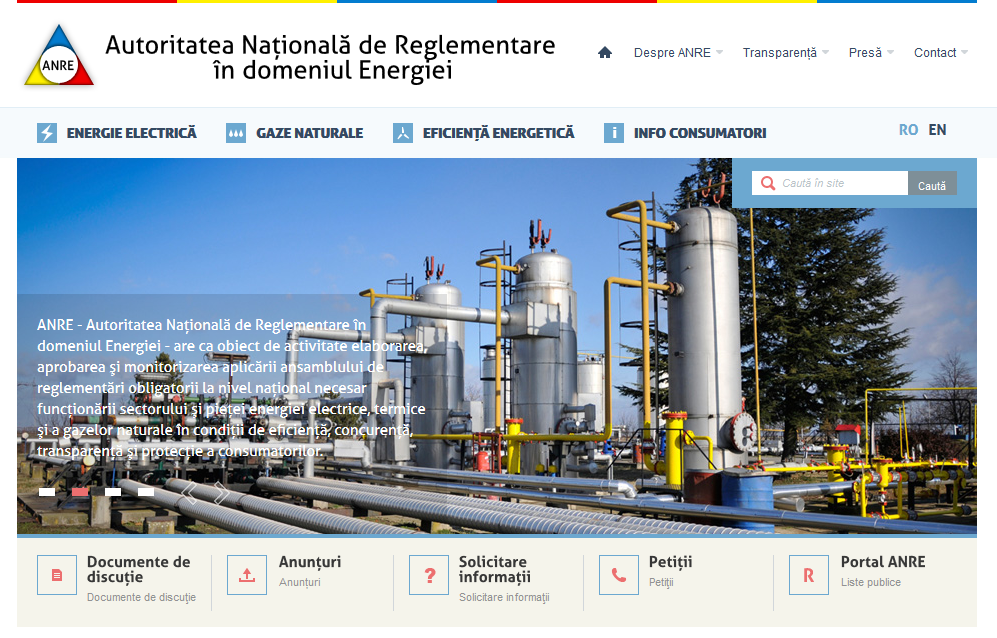 ANRE
Autoritatea Națională de Reglementare
în domeniul Energiei
Despre ANRE
Transparență
Presă
Contact
ENERGIE ELECTRICĂ
GAZE NATURALE
EFICIENȚĂ ENERGETICĂ
INFO CONSUMATORI
RO EN
Caută în site
Caută
ANRE - Autoritatea Națională de Reglementare în
domeniul Energiei - are ca obiect de activitate elaborarea,
aprobarea şi monitorizarea aplicării ansamblului de
reglementări obligatorii la nivel național necesar
funcționării sectorului şi pieței energiei electrice, termice
şi a gazelor naturale în condiții de eficiență, concurență,
transparență şi protecție a consumatorilor.
Documente de
discuție
Documente de discuție
Anunțuri
Anunțuri
?
Solicitare
informații
Solicitare informații
Petiții
Petiții
R
Portal ANRE
Liste publice